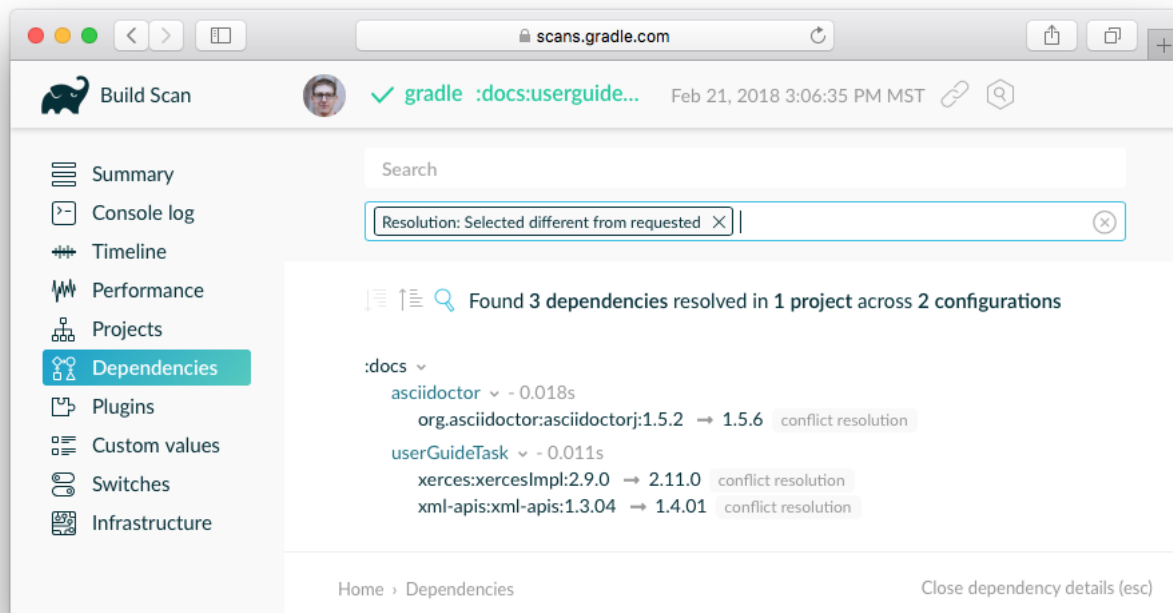 scans.gradle.com
Build Scan
gradle :docs:userguide... Feb 21, 2018 3:06:35 PM MST
Summary
Console log
Timeline
Performance
Projects
Dependencies
Plugins
Custom values
Switches
Infrastructure
Search
Resolution: Selected different from requested
Found 3 dependencies resolved in 1 project across 2 configurations
:docs
asciidoctor - 0.018s
org.asciidoctor:asciidoctorj:1.5.2 → 1.5.6 conflict resolution
userGuideTask - 0.011s
xerces:xercesImpl:2.9.0 → 2.11.0 conflict resolution
xml-apis:xml-apis:1.3.04 → 1.4.01 conflict resolution
Home › Dependencies
Close dependency details (esc)